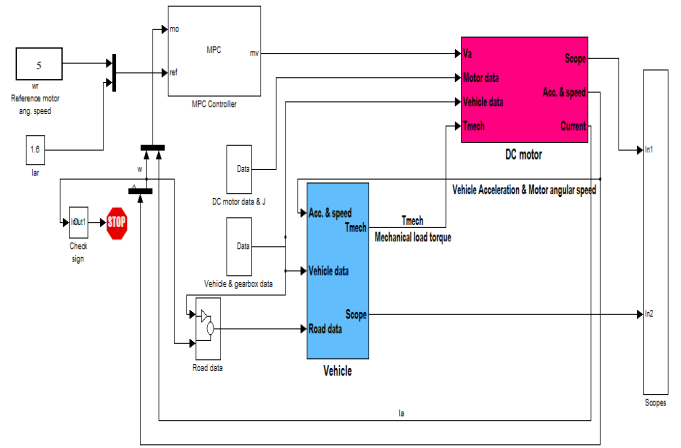 mo
MPC
mv
ref
MPC Controller
5
wr
Reference motor
ang. speed
1.6
Iar
Va
Motor data
Vehicle data
Tmech
Scope
Acc. & speed
Current
DC motor
w
Data
DC motor data & J
Vehicle Acceleration & Motor angular speed
In1
In2
Scopes
Out1
Check
sign
STOP
Data
Vehicle & gearbox data
Acc. & speed
Tmech
Vehicle data
Scope
Road data
Vehicle
Tmech
Mechanical load torque
Road data
Ia